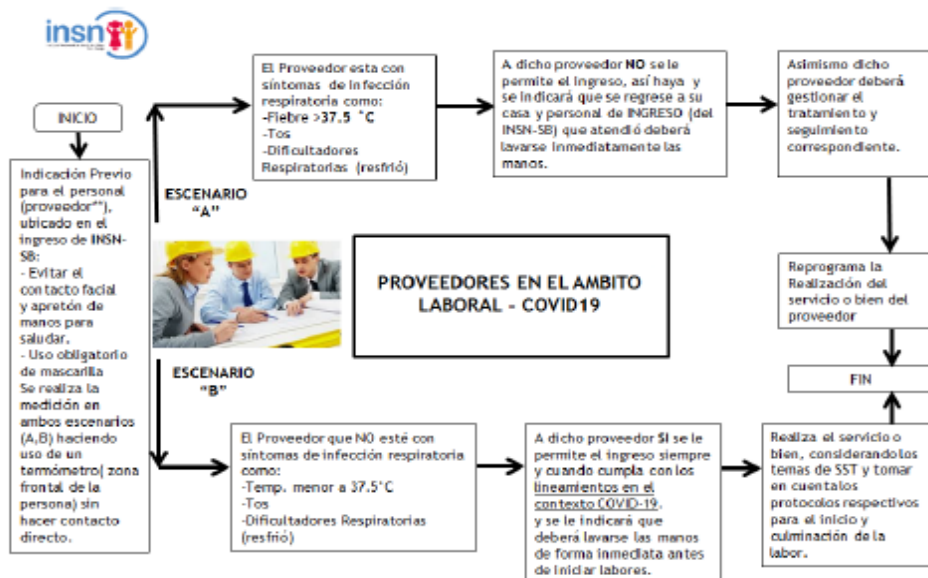 insn
INICIO
Indicación Previo
para el personal
(proveedor**),
ubicado en el
ingreso de INSN-
SB:
- Evitar el
contacto facial
y apretón de
manos para
saludar.
- Uso obligatorio
de mascarilla
Se realiza la
medición en
ambos escenarios
(A,B) haciendo
uso de un
termómetro( zona
frontal de la
persona) sin
hacer contacto
directo.
ESCENARIO
"A"
El Proveedor esta con
síntomas de infección
respiratoria como:
-Fiebre >37.5 °C
-Tos
-Dificultadores
Respiratorias (resfrió)
A dicho proveedor NO se le
permite el ingreso, así haya y
se indicará que se regrese a su
casa y personal de INGRESO (del
INSN-SB) que atendió deberá
lavarse inmediatamente las
manos.
Asimismo dicho
proveedor deberá
gestionar el
tratamiento y
seguimiento
correspondiente.
Reprograma la
Realización del
servicio o bien del
proveedor
FIN
PROVEEDORES EN EL AMBITO
LABORAL - COVID19
ESCENARIO
"B"
El Proveedor que NO esté con
síntomas de infección respiratoria
como:
-Temp. menor a 37.5°C
-Tos
-Dificultadores Respiratorias
(resfrió)
A dicho proveedor SI se le
permite el ingreso siempre
y cuando cumpla con los
lineamientos en el
contexto COVID-19.
y se le indicará que
deberá lavarse las manos
de forma inmediata antes
de iniciar labores.
Realiza el servicio o
bien, considerandolos
temas de SST y tomar
en cuenta los
protocolos respectivos
para el inicio y
culminación de la
labor.